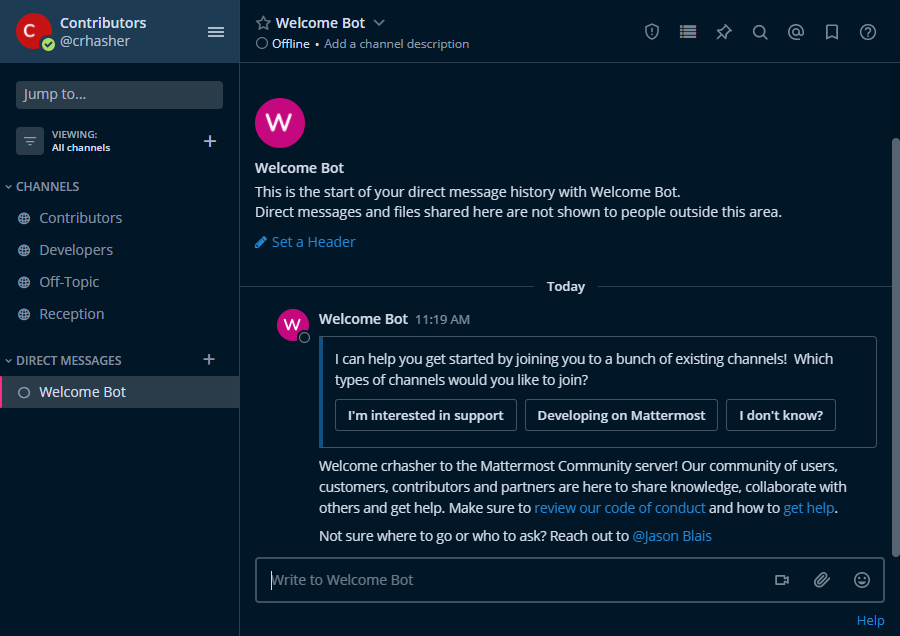 C
Contributors
@crhasher
Jump to...
VIEWING:
All channels
CHANNELS
Contributors
Developers
Off-Topic
Reception
DIRECT MESSAGES
Welcome Bot
Welcome Bot
Offline • Add a channel description
W
Welcome Bot
This is the start of your direct message history with Welcome Bot.
Direct messages and files shared here are not shown to people outside this area.
Set a Header
Today
W
Welcome Bot 11:19 AM
I can help you get started by joining you to a bunch of existing channels! Which
types of channels would you like to join?
I'm interested in support Developing on Mattermost I don't know?
Welcome crhasher to the Mattermost Community server! Our community of users,
customers, contributors and partners are here to share knowledge, collaborate with
others and get help. Make sure to review our code of conduct and how to get help.
Not sure where to go or who to ask? Reach out to @Jason Blais
Write to Welcome Bot
Help